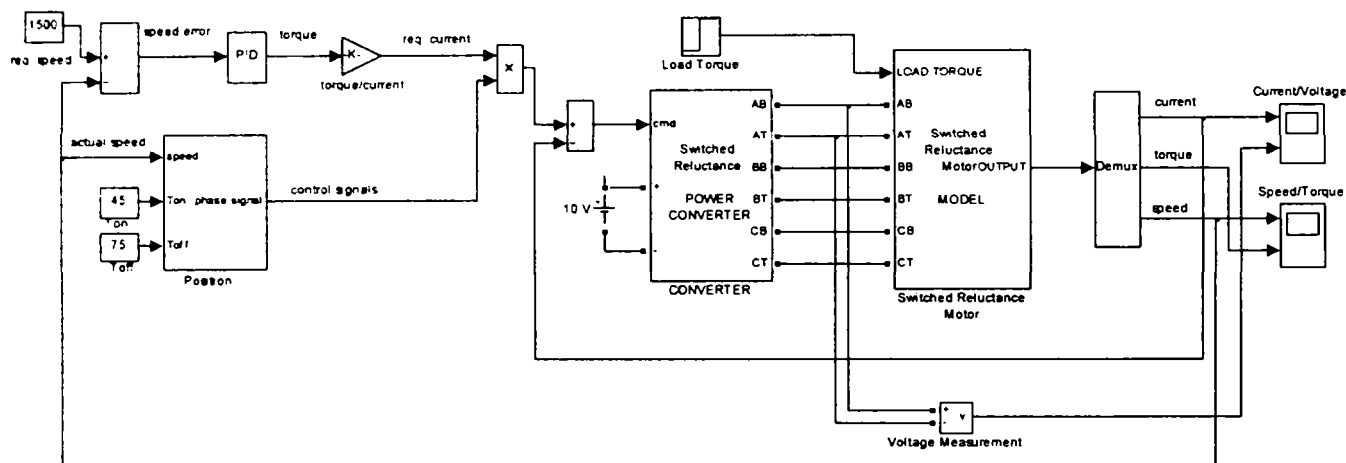 1500
req. speed
speed error
PID
torque
K-
torque/current
req. current
x
actual speed
speed
45
Ton
75
Toff
Ton phase signal
Toff
Position
control signals
Load Torque
cmd
Switched
Reluctance
POWER
CONVERTER
AB
AT
BB
BT
CB
CT
+
-
10 V
CONVERTER
LOAD TORQUE
AB
AT
BB
BT
CB
CT
Switched
Reluctance
Motor OUTPUT
MODEL
Switched Reluctance
Motor
Demux
current
torque
speed
Current/Voltage
Speed/Torque
+
-
v
Voltage Measurement